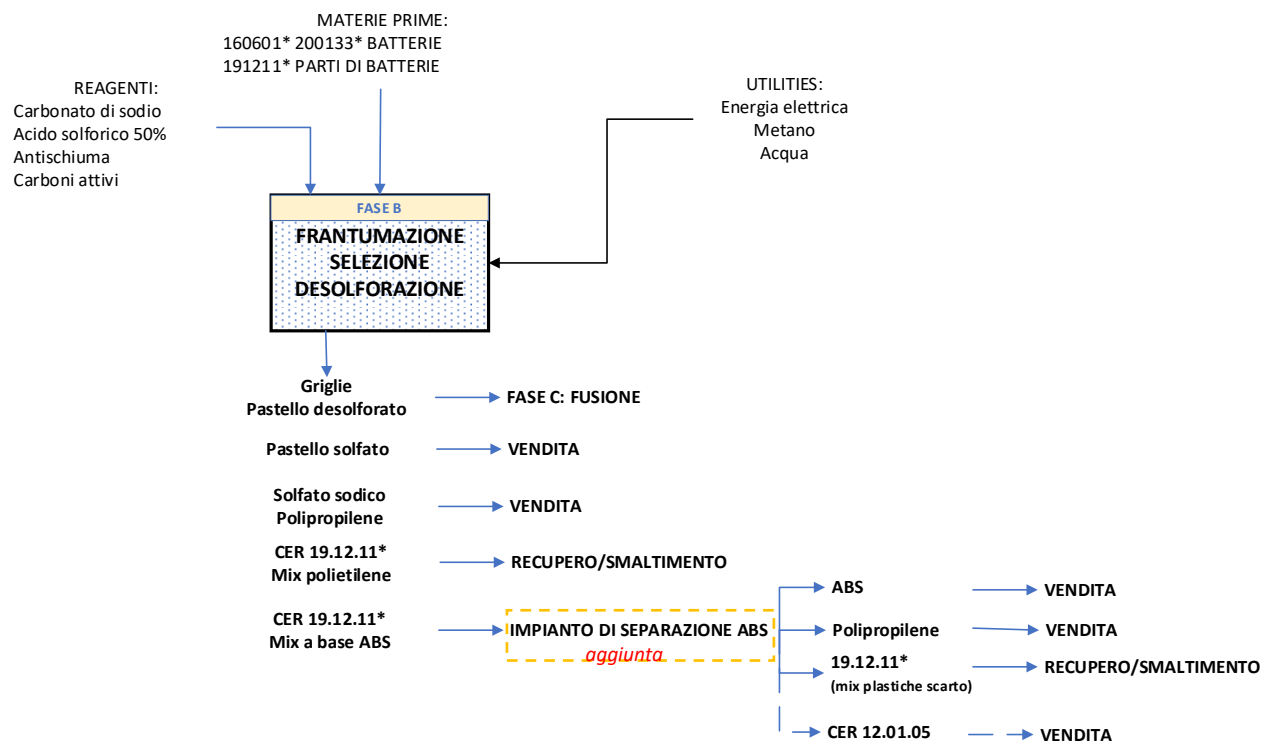 MATERIE PRIME:
160601* 200133* BATTERIE
191211* PARTI DI BATTERIE
REAGENTI:
Carbonato di sodio
Acido solforico 50%
Antischiuma
Carboni attivi
UTILITIES:
Energia elettrica
Metano
Acqua
FASE B
FRANTUMAZIONE
SELEZIONE
DESOLFORAZIONE
Griglie
Pastello desolforato
FASE C: FUSIONE
Pastello solfato
VENDITA
Solfato sodico
Polipropilene
VENDITA
CER 19.12.11*
Mix polietilene
RECUPERO/SMALTIMENTO
CER 19.12.11*
Mix a base ABS
IMPIANTO DI SEPARAZIONE ABS
aggiunta
ABS
VENDITA
Polipropilene
VENDITA
19.12.11*
(mix plastiche scarto)
RECUPERO/SMALTIMENTO
CER 12.01.05
VENDITA